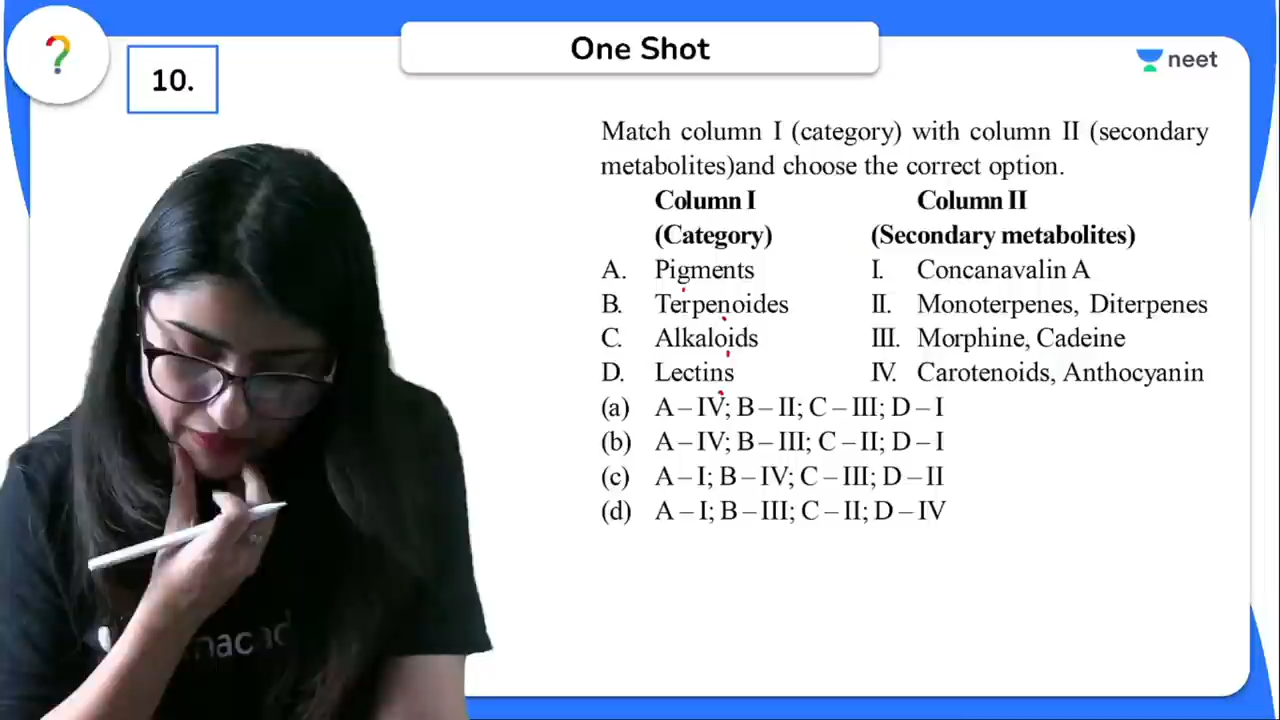 ?
10.
One Shot
neet
Match column I (category) with column II (secondary
metabolites)and choose the correct option.
Column I Column II
(Category) (Secondary metabolites)
A. Pigments I. Concanavalin A
B. Terpenoides II. Monoterpenes, Diterpenes
C. Alkaloids III. Morphine, Cadeine
D. Lectins IV. Carotenoids, Anthocyanin
(a) A – IV; B – II; C – III; D – I
(b) A – IV; B – III; C – II; D – I
(c) A – I; B – IV; C – III; D – II
(d) A – I; B – III; C – II; D – IV